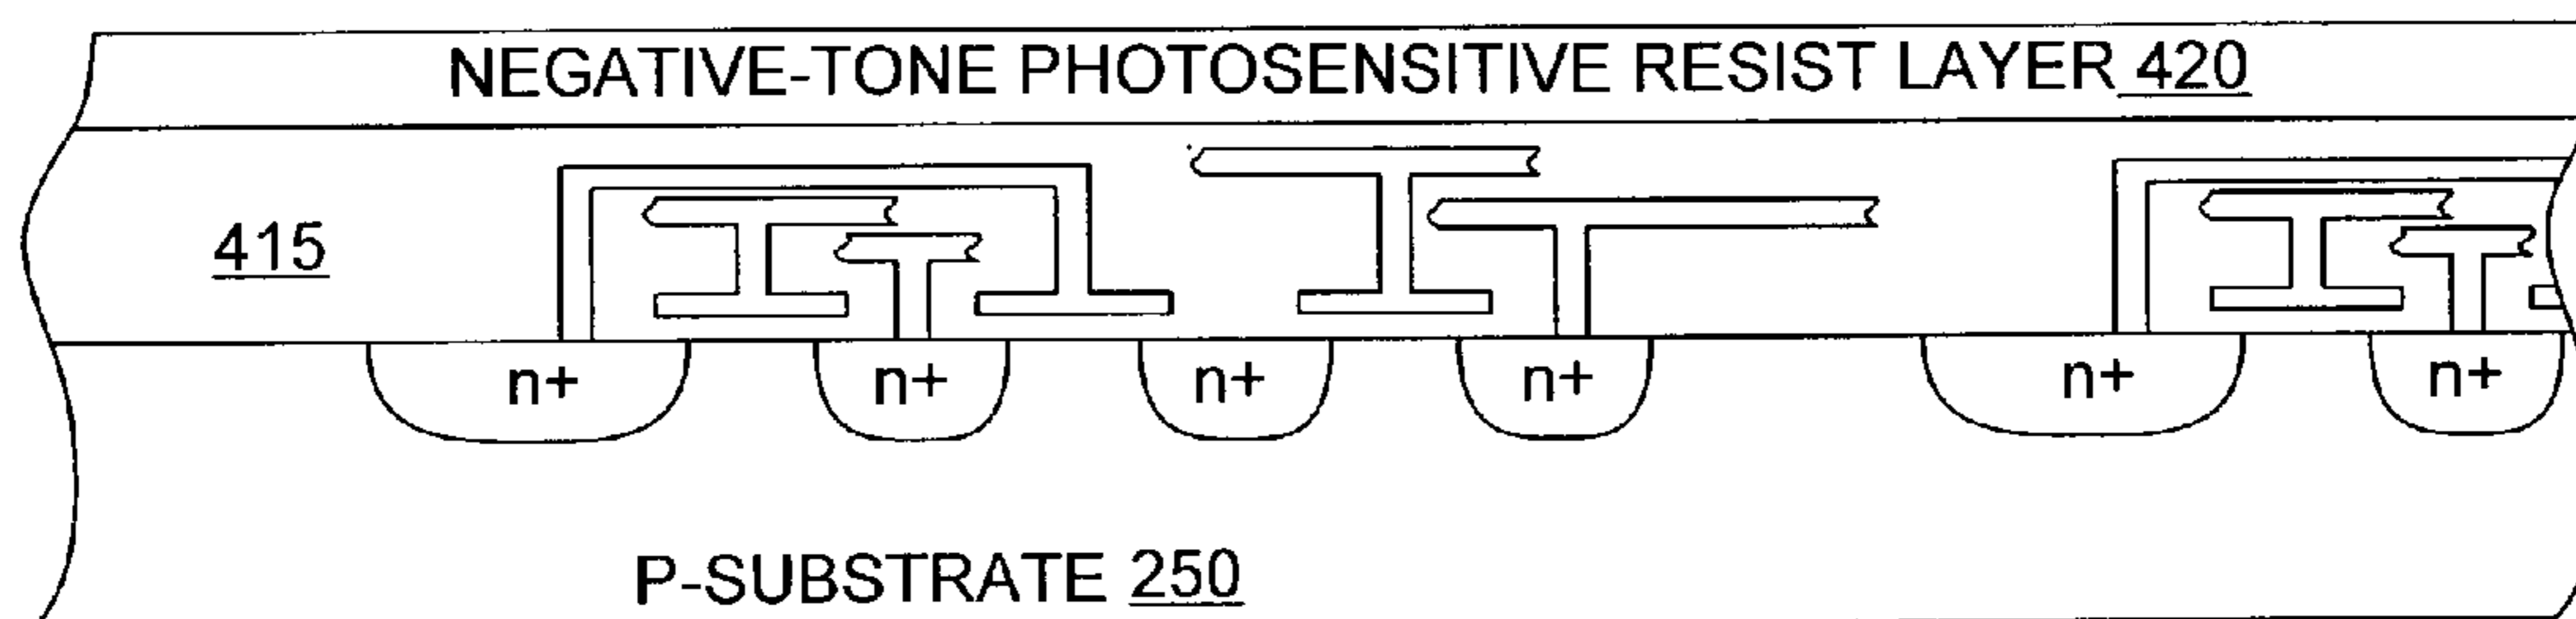 NEGATIVE-TONE PHOTOSENSITIVE RESIST LAYER 420
415
n+ n+ n+ n+ n+ n+
P-SUBSTRATE 250